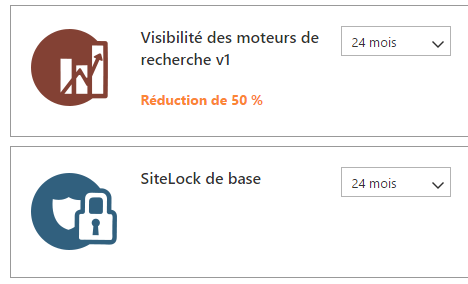 Visibilité des moteurs de
recherche v1
24 mois
Réduction de 50 %
SiteLock de base
24 mois